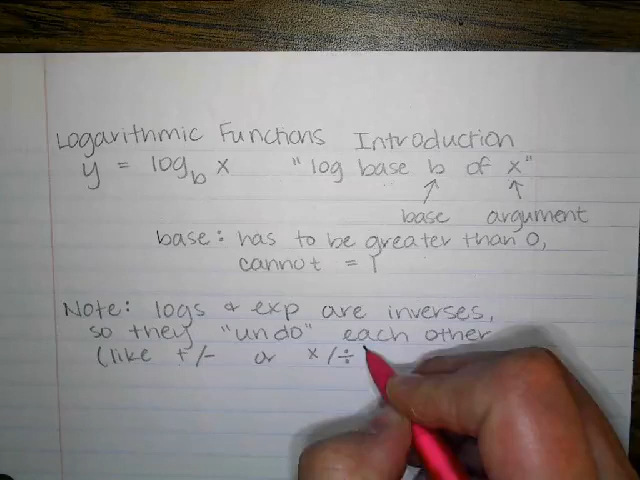 Logarithmic Functions Introduction
y = log_b x "log base b of x"
base argument
base: has to be greater than 0,
cannot = 1
Note: logs & exp are inverses,
so they "undo" each other
(like +/- or ×/÷